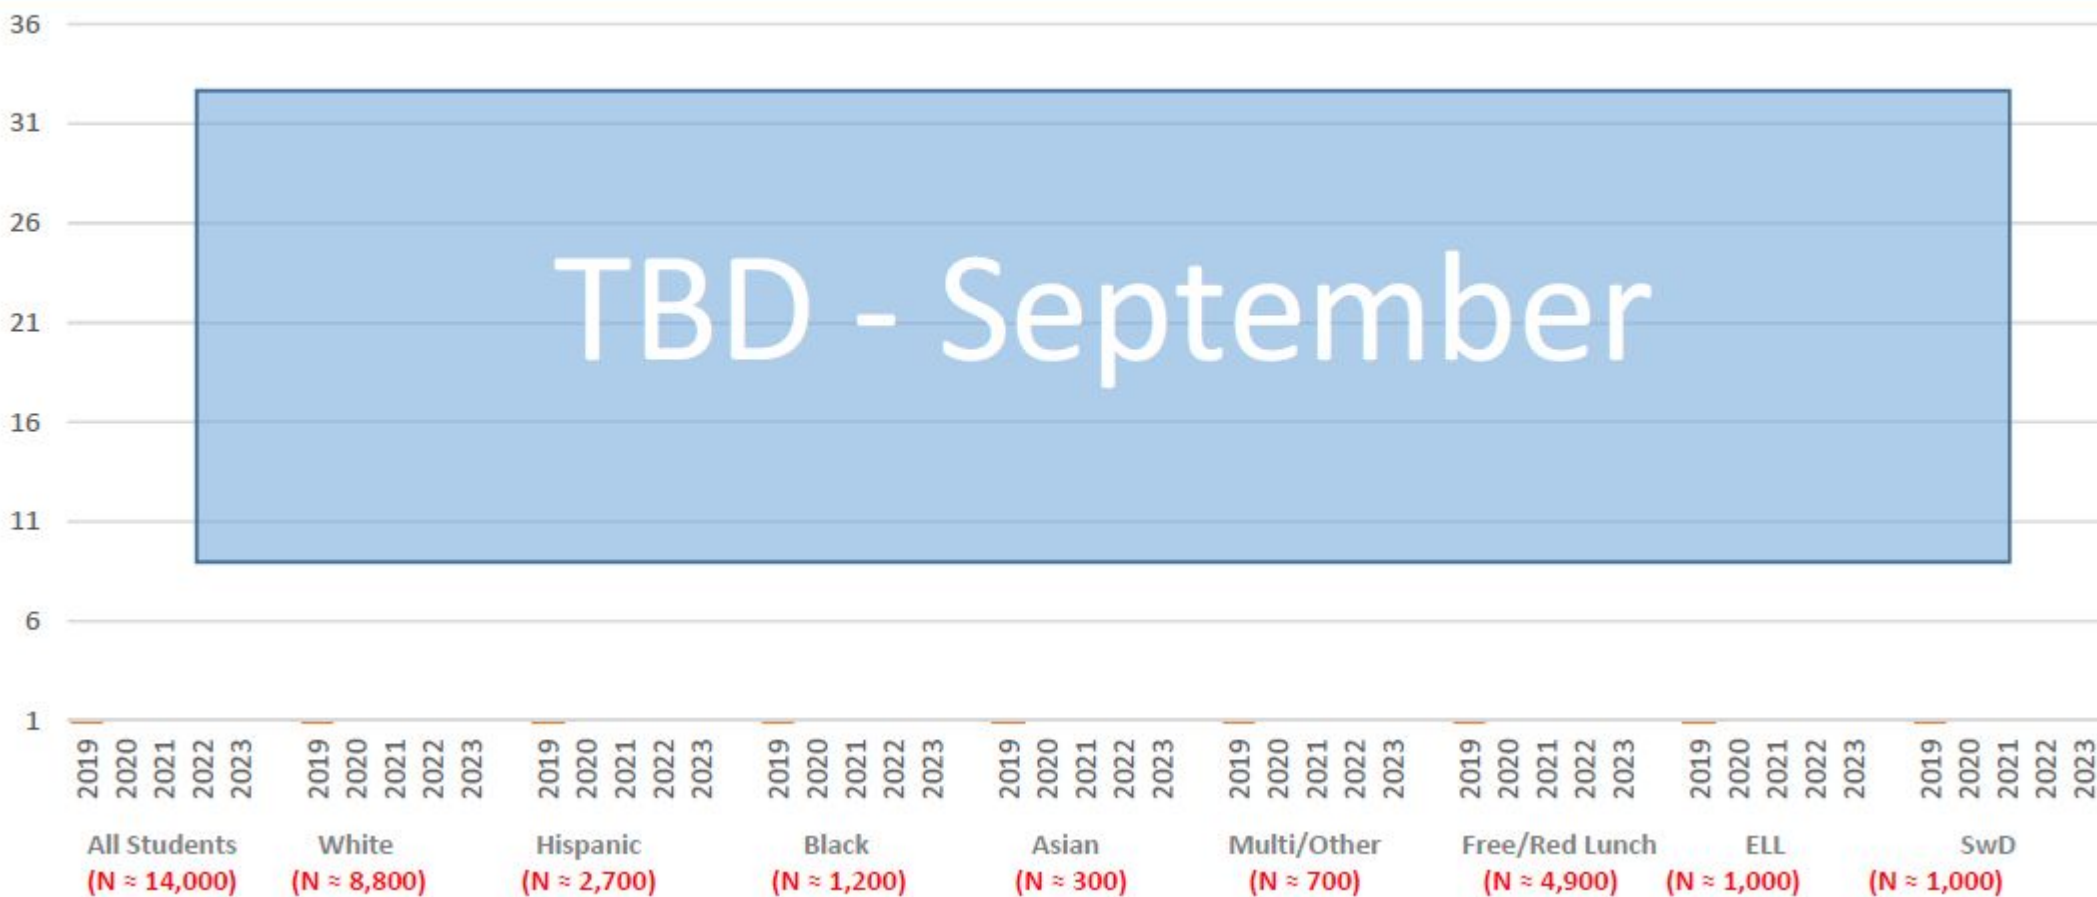 36
31
26
21
16
11
6
1
TBD - September
2019 2020 2021 2022 2023 2019 2020 2021 2022 2023 2019 2020 2021 2022 2023 2019 2020 2021 2022 2023 2019 2020 2021 2022 2023 2019 2020 2021 2022 2023 2019 2020 2021 2022 2023 2019 2020 2021 2022 2023 2019 2020 2021 2022 2023
All Students White Hispanic Black Asian Multi/Other Free/Red Lunch ELL SwD
(N ≈ 14,000) (N ≈ 8,800) (N ≈ 2,700) (N ≈ 1,200) (N ≈ 300) (N ≈ 700) (N ≈ 4,900) (N ≈ 1,000) (N ≈ 1,000)